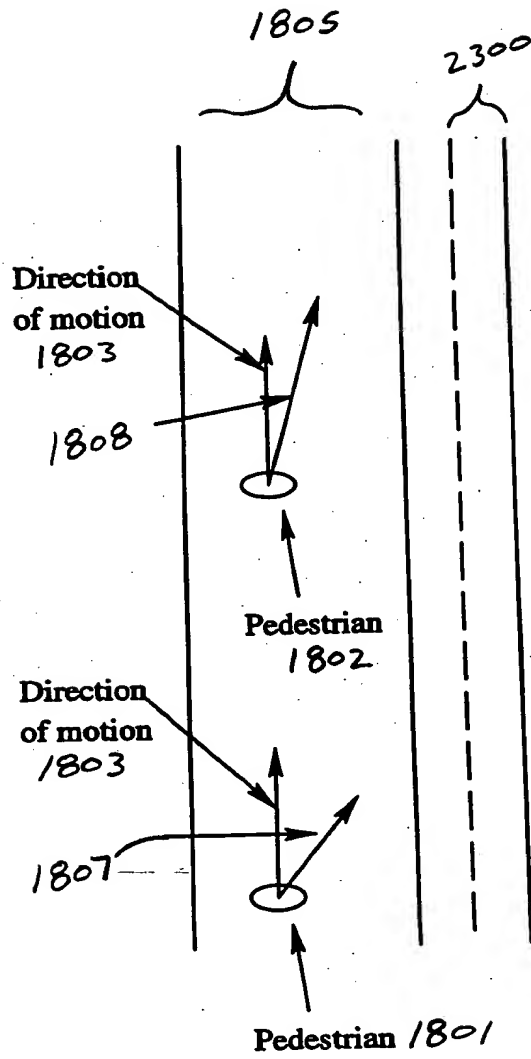 1805
2300
Direction
of motion
1803
1808
Pedestrian
1802
Direction
of motion
1803
1807
Pedestrian 1801